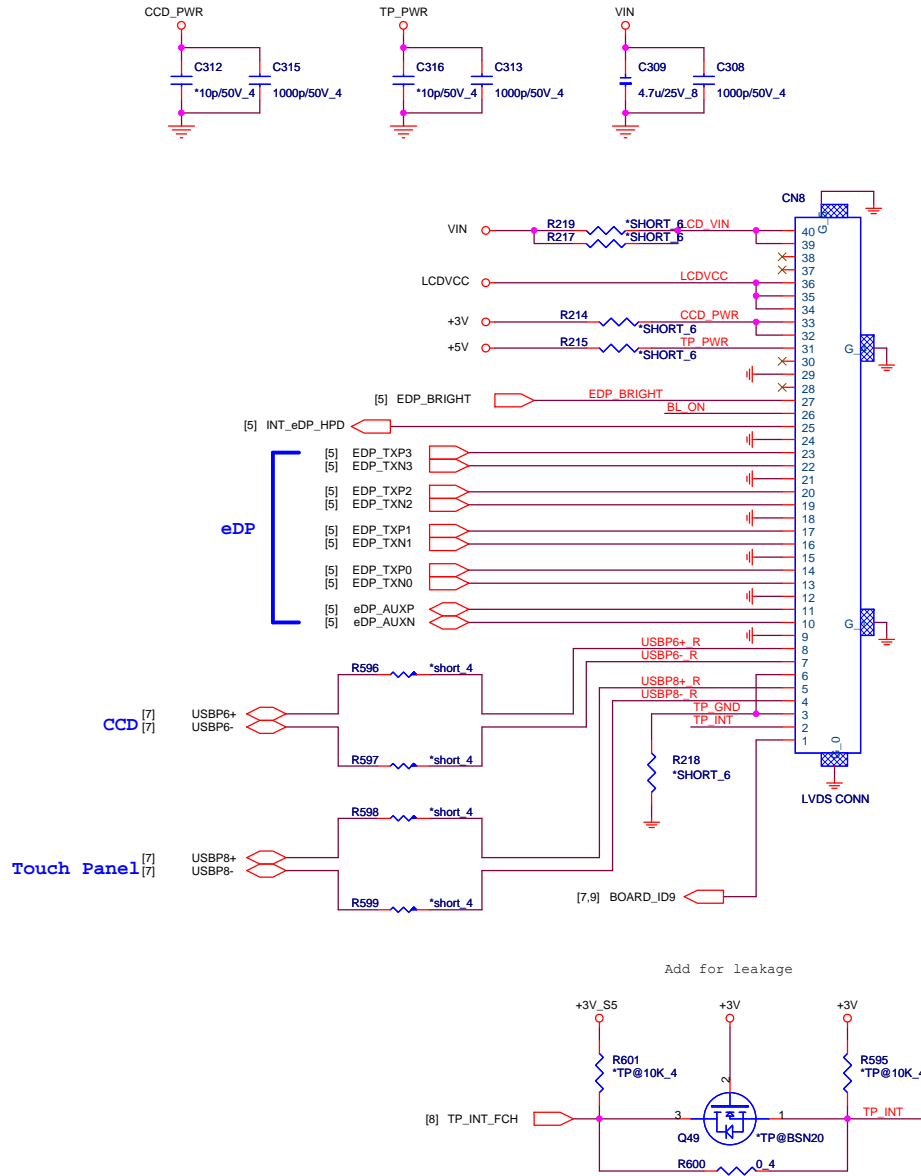 CCD_PWR
TP_PWR
VIN
C312
C315
*10p/50V_4
1000p/50V_4
C316
C313
*10p/50V_4
1000p/50V_4
C309
C308
4.7u/25V_8
1000p/50V_4
CN8
VIN
R219
*SHORT_6
LCD_VIN
R217
*SHORT_6
LCDVCC
LCDVCC
+3V
R214
*SHORT_6
CCD_PWR
+5V
R215
*SHORT_6
TP_PWR
[5] EDP_BRIGHT
EDP_BRIGHT
BL_ON
[5] INT_eDP_HPD
eDP
[5] EDP_TXP3
[5] EDP_TXN3
[5] EDP_TXP2
[5] EDP_TXN2
[5] EDP_TXP1
[5] EDP_TXN1
[5] EDP_TXP0
[5] EDP_TXN0
[5] eDP_AUXP
[5] eDP_AUXN
40
39
38
37
36
35
34
33
32
31
30
29
28
27
26
25
24
23
22
21
20
19
18
17
16
15
14
13
12
11
10
9
8
7
6
5
4
3
2
1
G_0
LVDS CONN
USBP6+_R
USBP6-_R
USBP8+_R
USBP8-_R
TP_GND
TP_INT
R218
*SHORT_6
CCD
[7] USBP6+
[7] USBP6-
R596
*short_4
R597
*short_4
Touch Panel
[7] USBP8+
[7] USBP8-
R598
*short_4
R599
*short_4
[7,9] BOARD_ID9
Add for leakage
+3V_S5
+3V
+3V
R601
*TP@10K_4
R595
*TP@10K_4
[8] TP_INT_FCH
3
2
1
Q49
*TP@BSN20
TP_INT
R600
0_4